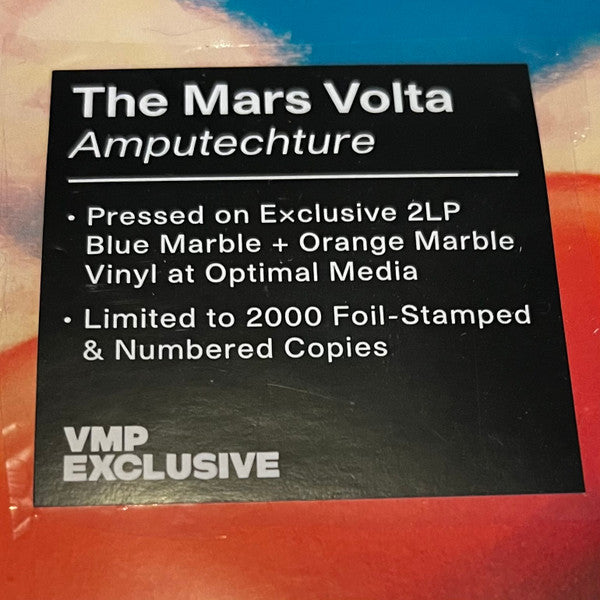 The Mars Volta
Amputechture
• Pressed on Exclusive 2LP
Blue Marble + Orange Marble
Vinyl at Optimal Media
• Limited to 2000 Foil-Stamped
& Numbered Copies
VMP
EXCLUSIVE